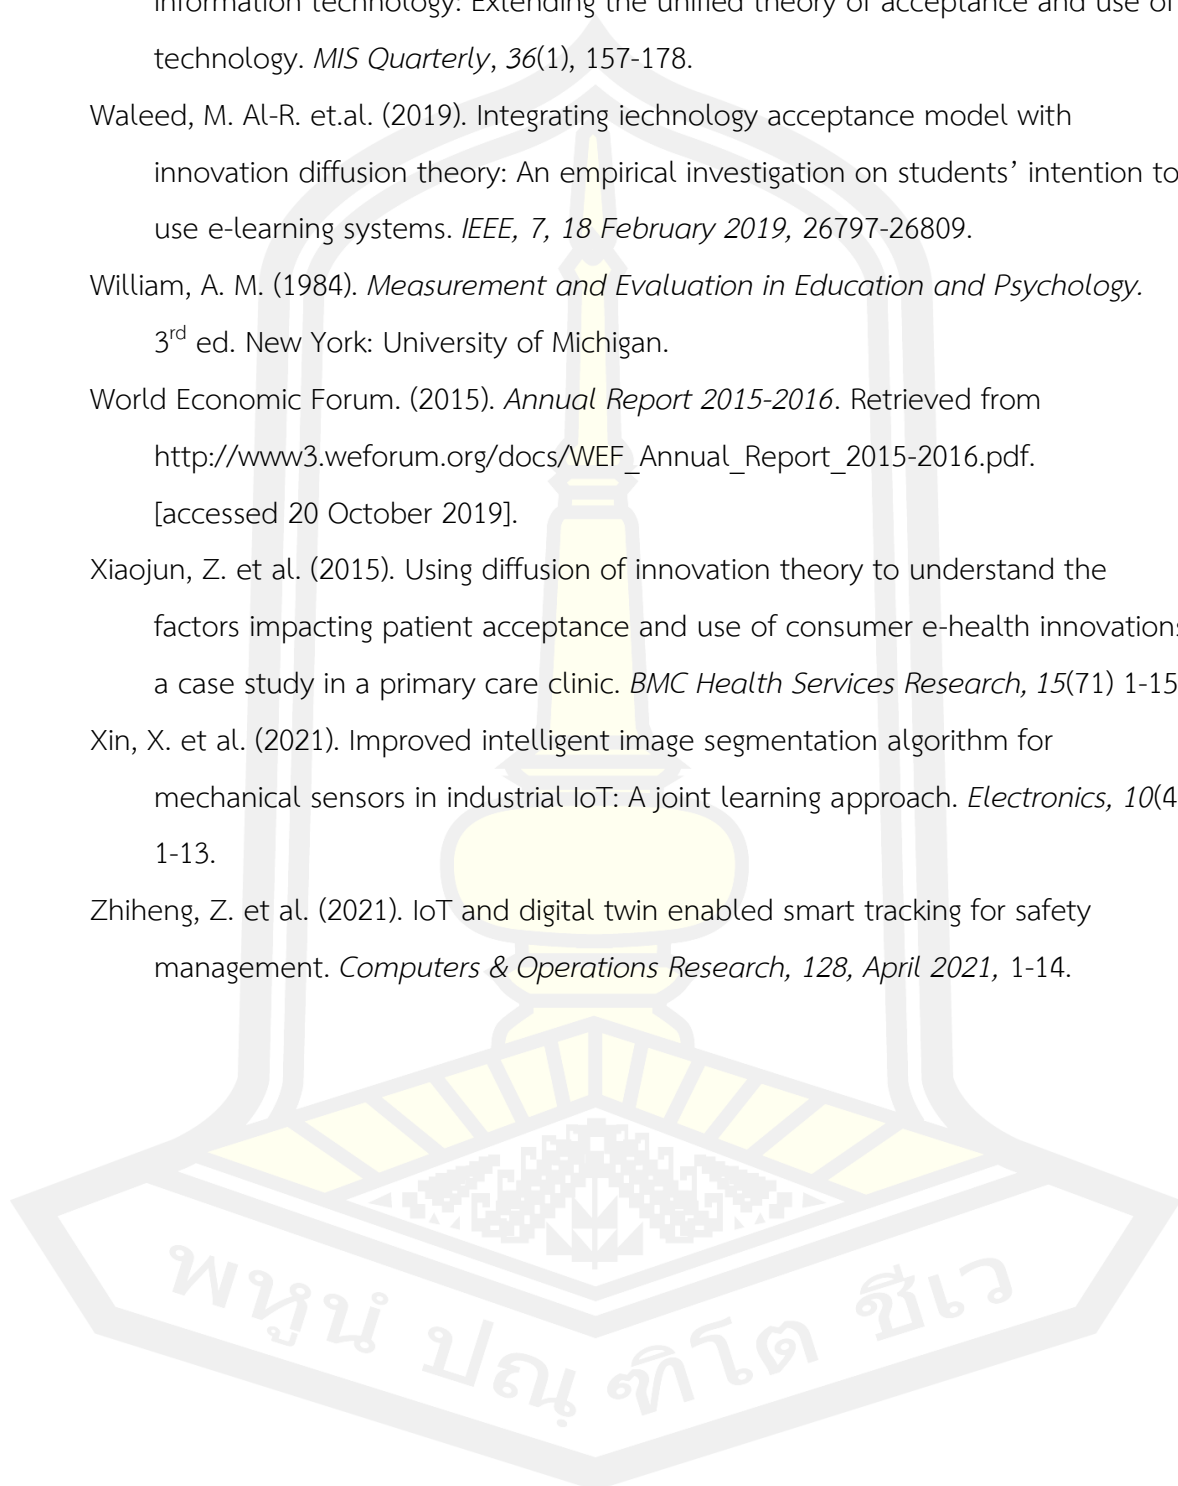 information technology: Extending the unified theory of acceptance and use of
technology. MIS Quarterly, 36(1), 157-178.
Waleed, M. Al-R. et.al. (2019). Integrating iechnology acceptance model with
innovation diffusion theory: An empirical investigation on students’ intention to
use e-learning systems. IEEE, 7, 18 February 2019, 26797-26809.
William, A. M. (1984). Measurement and Evaluation in Education and Psychology.
3rd ed. New York: University of Michigan.
World Economic Forum. (2015). Annual Report 2015-2016. Retrieved from
http://www3.weforum.org/docs/WEF_Annual_Report_2015-2016.pdf.
[accessed 20 October 2019].
Xiaojun, Z. et al. (2015). Using diffusion of innovation theory to understand the
factors impacting patient acceptance and use of consumer e-health innovations
a case study in a primary care clinic. BMC Health Services Research, 15(71) 1-15
Xin, X. et al. (2021). Improved intelligent image segmentation algorithm for
mechanical sensors in industrial IoT: A joint learning approach. Electronics, 10(4
1-13.
Zhiheng, Z. et al. (2021). IoT and digital twin enabled smart tracking for safety
management. Computers & Operations Research, 128, April 2021, 1-14.
พหูนํ ปณฺฑิโต ชีเว